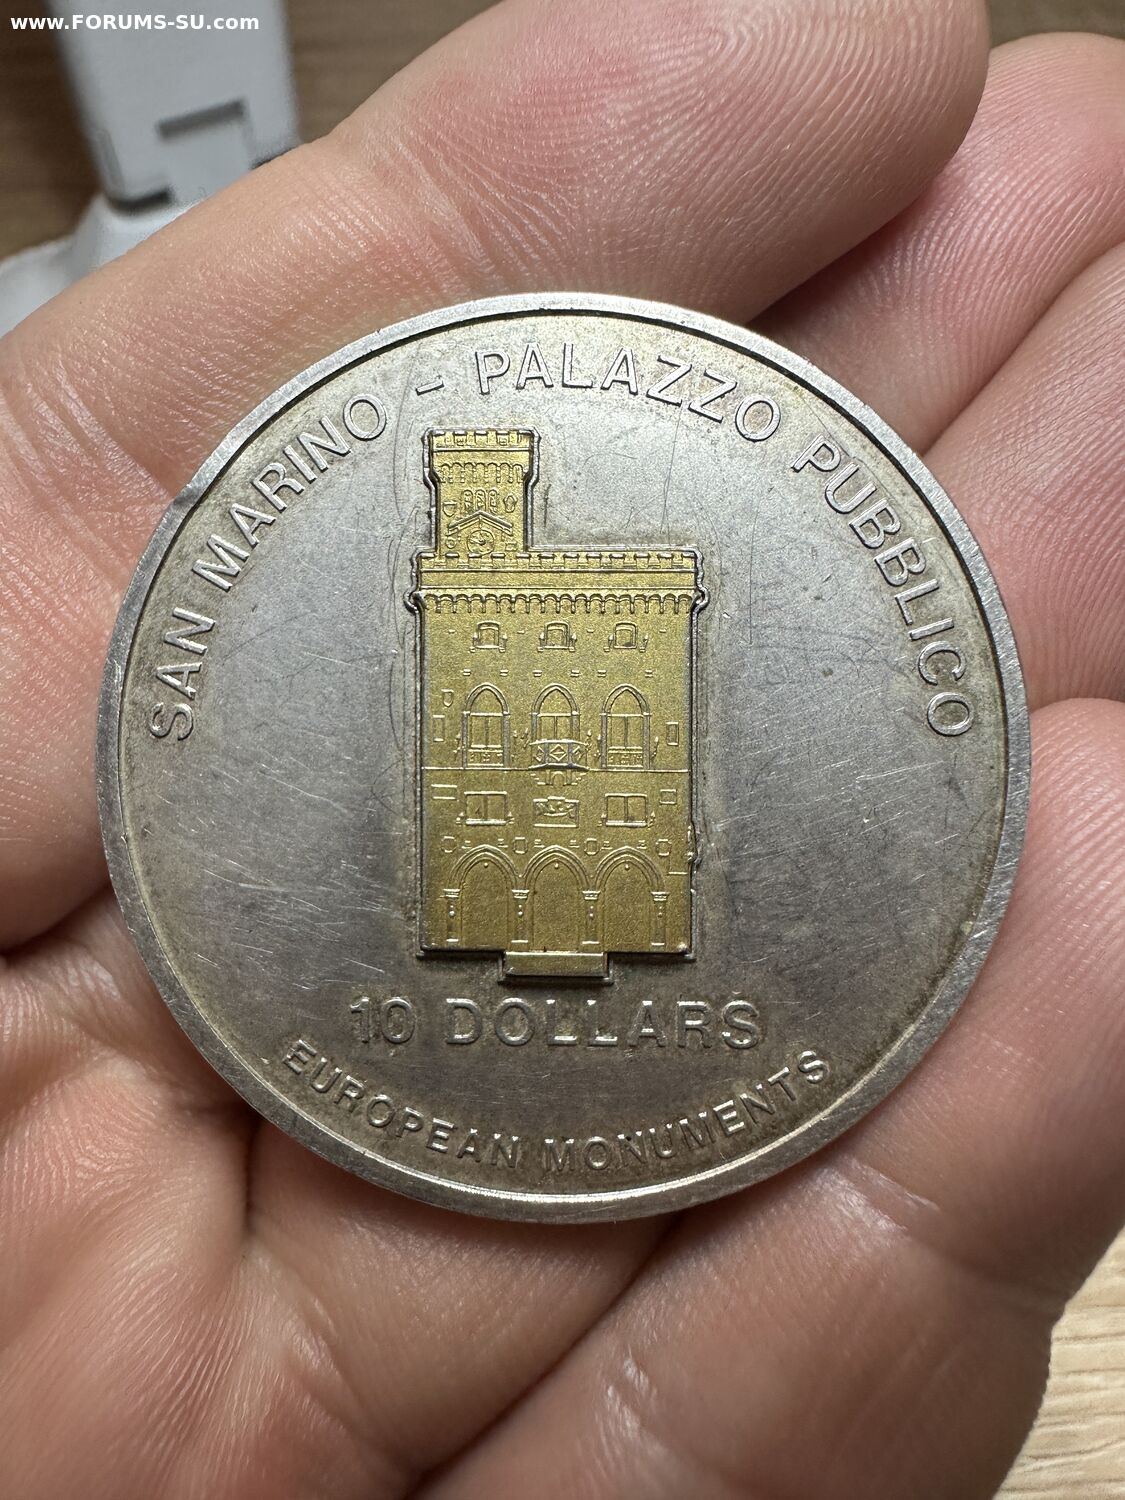 www.FORUMS-SU.com
SAN MARINO - PALAZZO PUBBLICO
10 DOLLARS
EUROPEAN MONUMENTS